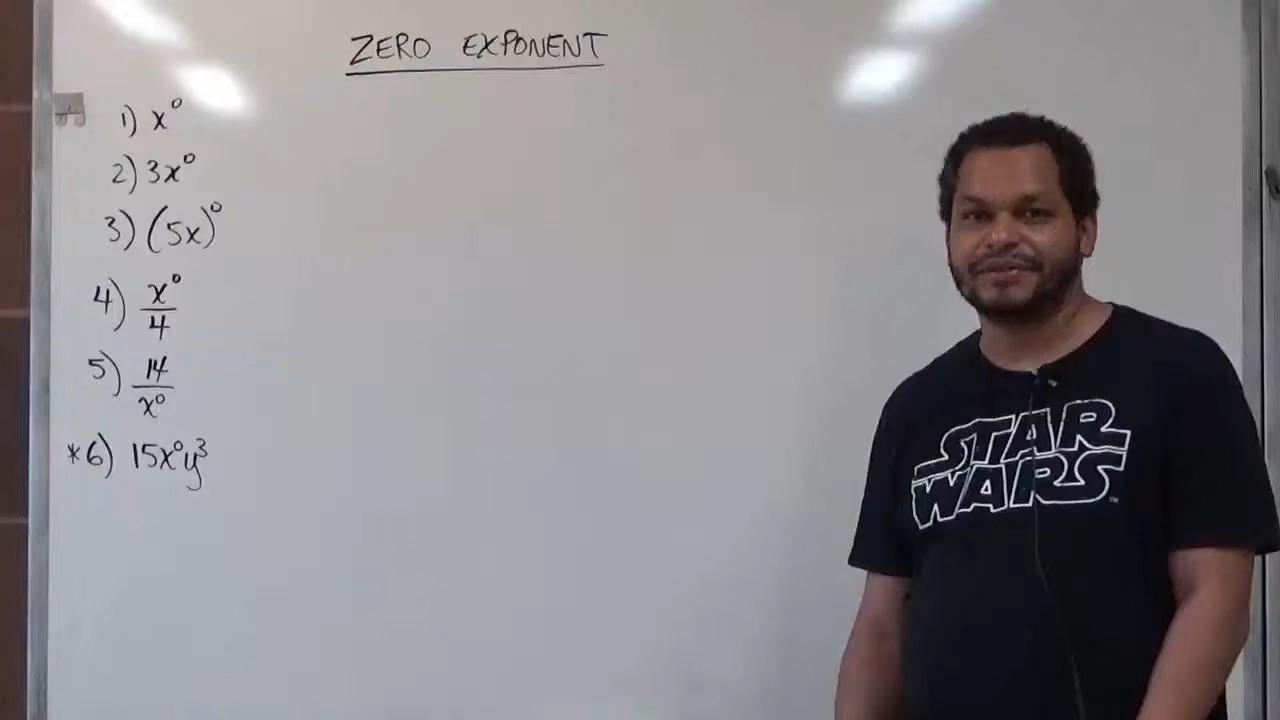 ZERO EXPONENT
1) x⁰
2) 3x⁰
3) (5x)⁰
4) x⁰/4
5) 14/x⁰
*6) 15x⁰y³
STAR
WARS